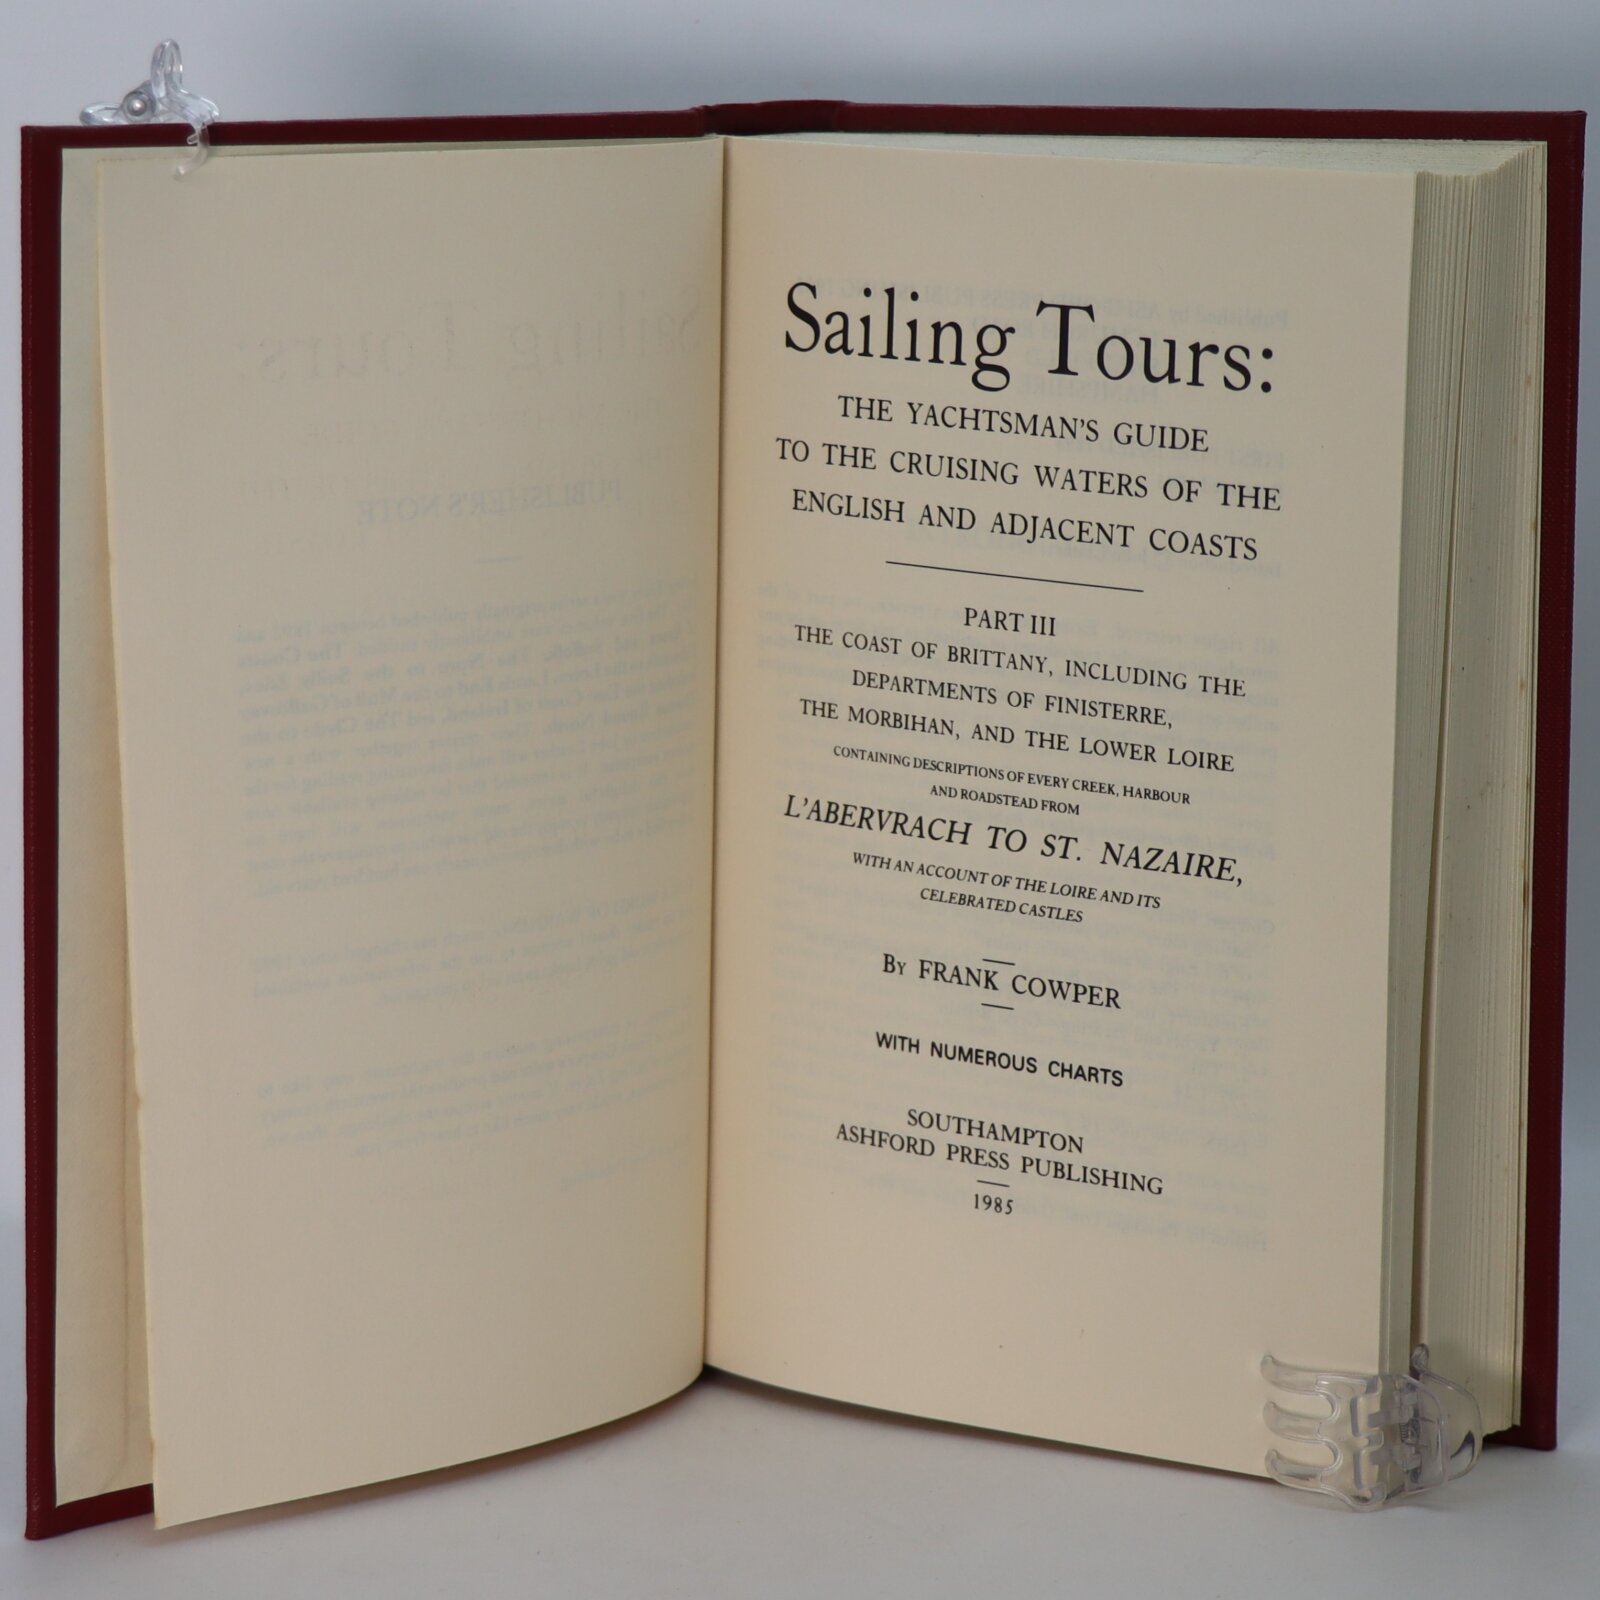 Sailing Tours:
THE YACHTSMAN'S GUIDE
TO THE CRUISING WATERS OF THE
ENGLISH AND ADJACENT COASTS
PART III
THE COAST OF BRITTANY, INCLUDING THE
DEPARTMENTS OF FINISTERRE,
THE MORBIHAN, AND THE LOWER LOIRE
CONTAINING DESCRIPTIONS OF EVERY CREEK, HARBOUR
AND ROADSTEAD FROM
L'ABERVRACH TO ST. NAZAIRE,
WITH AN ACCOUNT OF THE LOIRE AND ITS
CELEBRATED CASTLES
BY FRANK COWPER
WITH NUMEROUS CHARTS
SOUTHAMPTON
ASHFORD PRESS PUBLISHING
1985